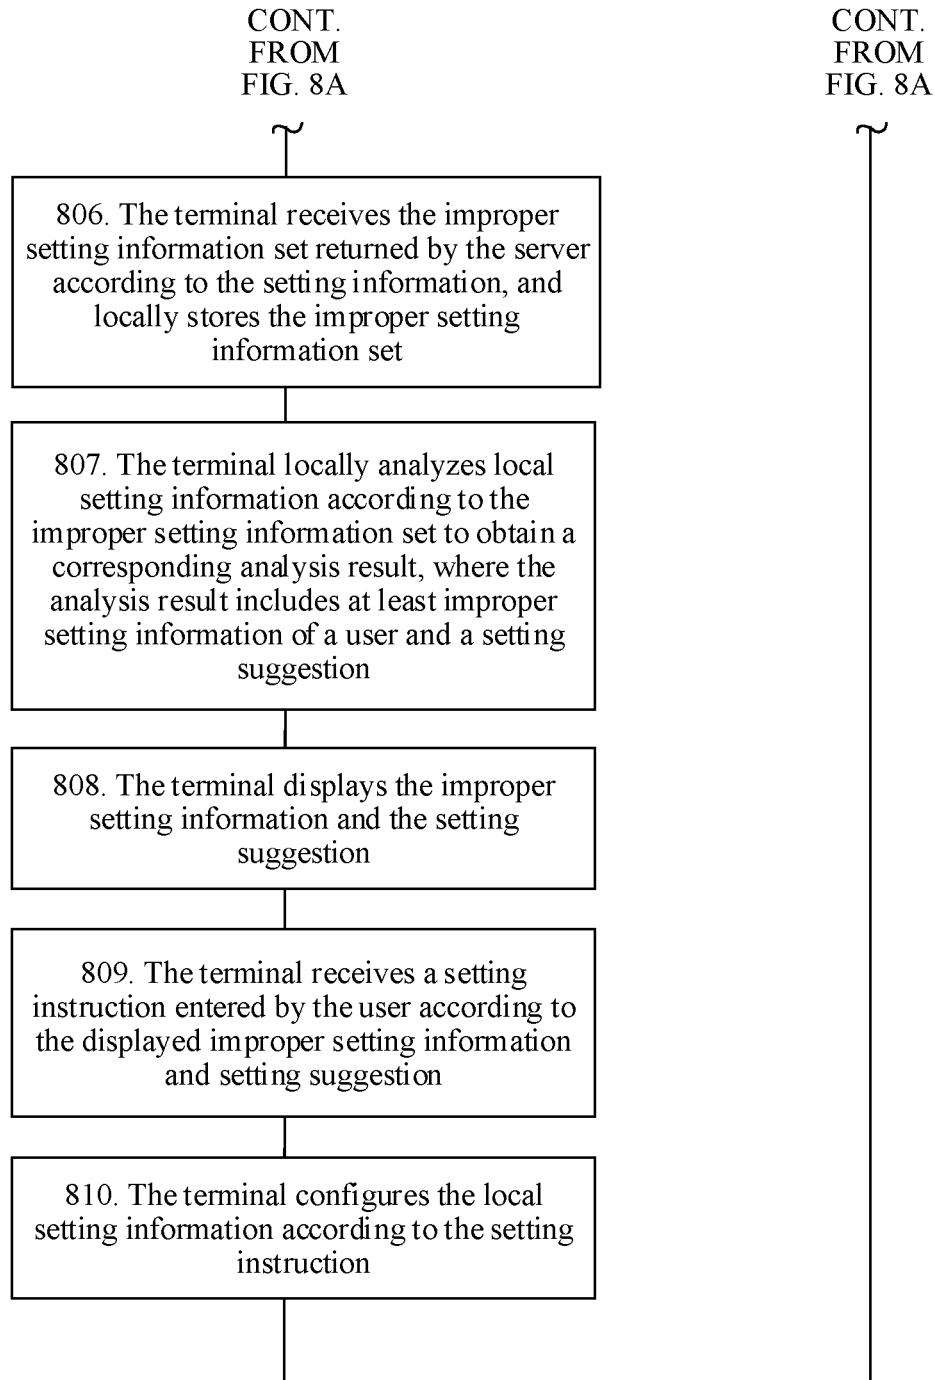 CONT.
FROM
FIG. 8A
CONT.
FROM
FIG. 8A
806. The terminal receives the improper
setting information set returned by the server
according to the setting information, and
locally stores the improper setting
information set
807. The terminal locally analyzes local
setting information according to the
improper setting information set to obtain a
corresponding analysis result, where the
analysis result includes at least improper
setting information of a user and a setting
suggestion
808. The terminal displays the improper
setting information and the setting
suggestion
809. The terminal receives a setting
instruction entered by the user according to
the displayed improper setting information
and setting suggestion
810. The terminal configures the local
setting information according to the setting
instruction